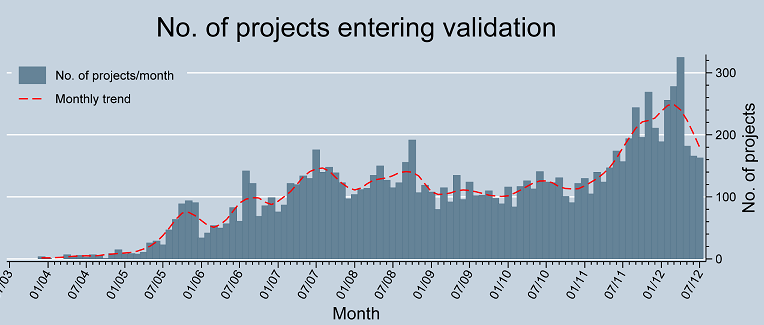 No. of projects entering validation
No. of projects/month
Monthly trend
300
200
100
0
No. of projects
/03 01/04 07/04 01/05 07/05 01/06 07/06 01/07 07/07 01/08 07/08 01/09 07/09 01/10 07/10 01/11 07/11 01/12 07/12
Month